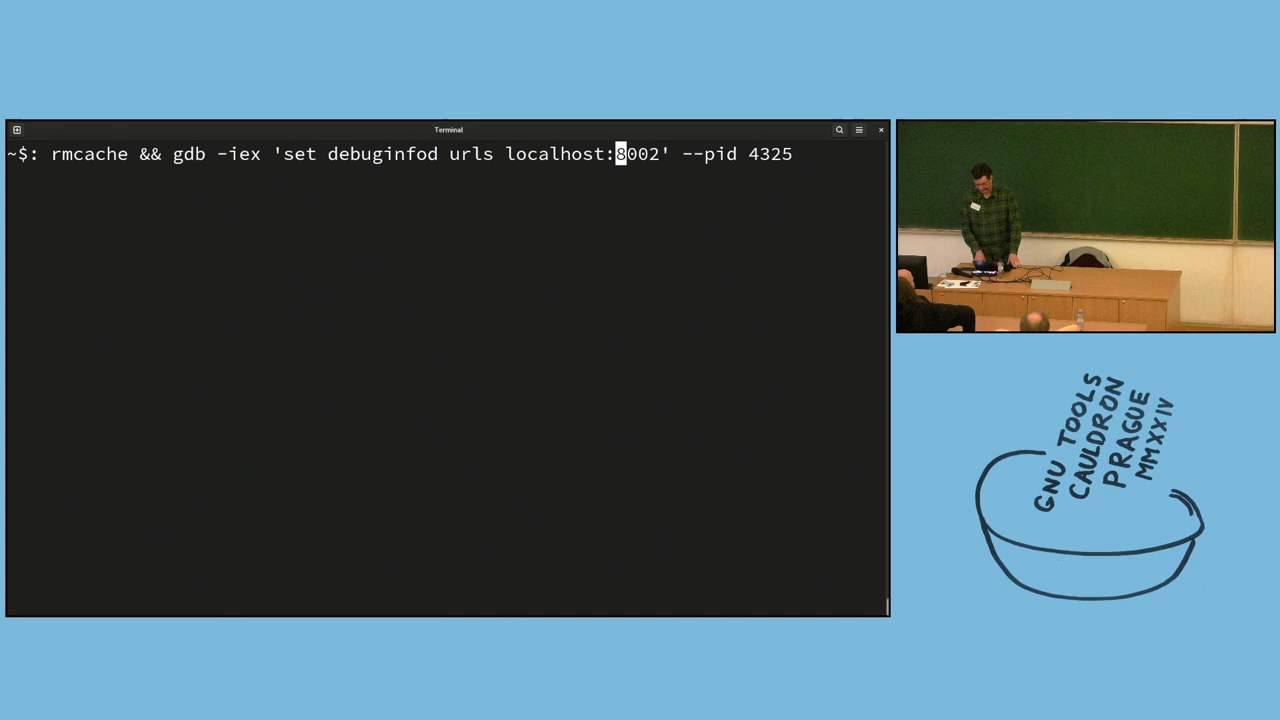 Terminal
~$: rmcache && gdb -iex 'set debuginfod urls localhost:8002' --pid 4325
GNU TOOLS
CAULDRON
PRAGUE
MMXXIV